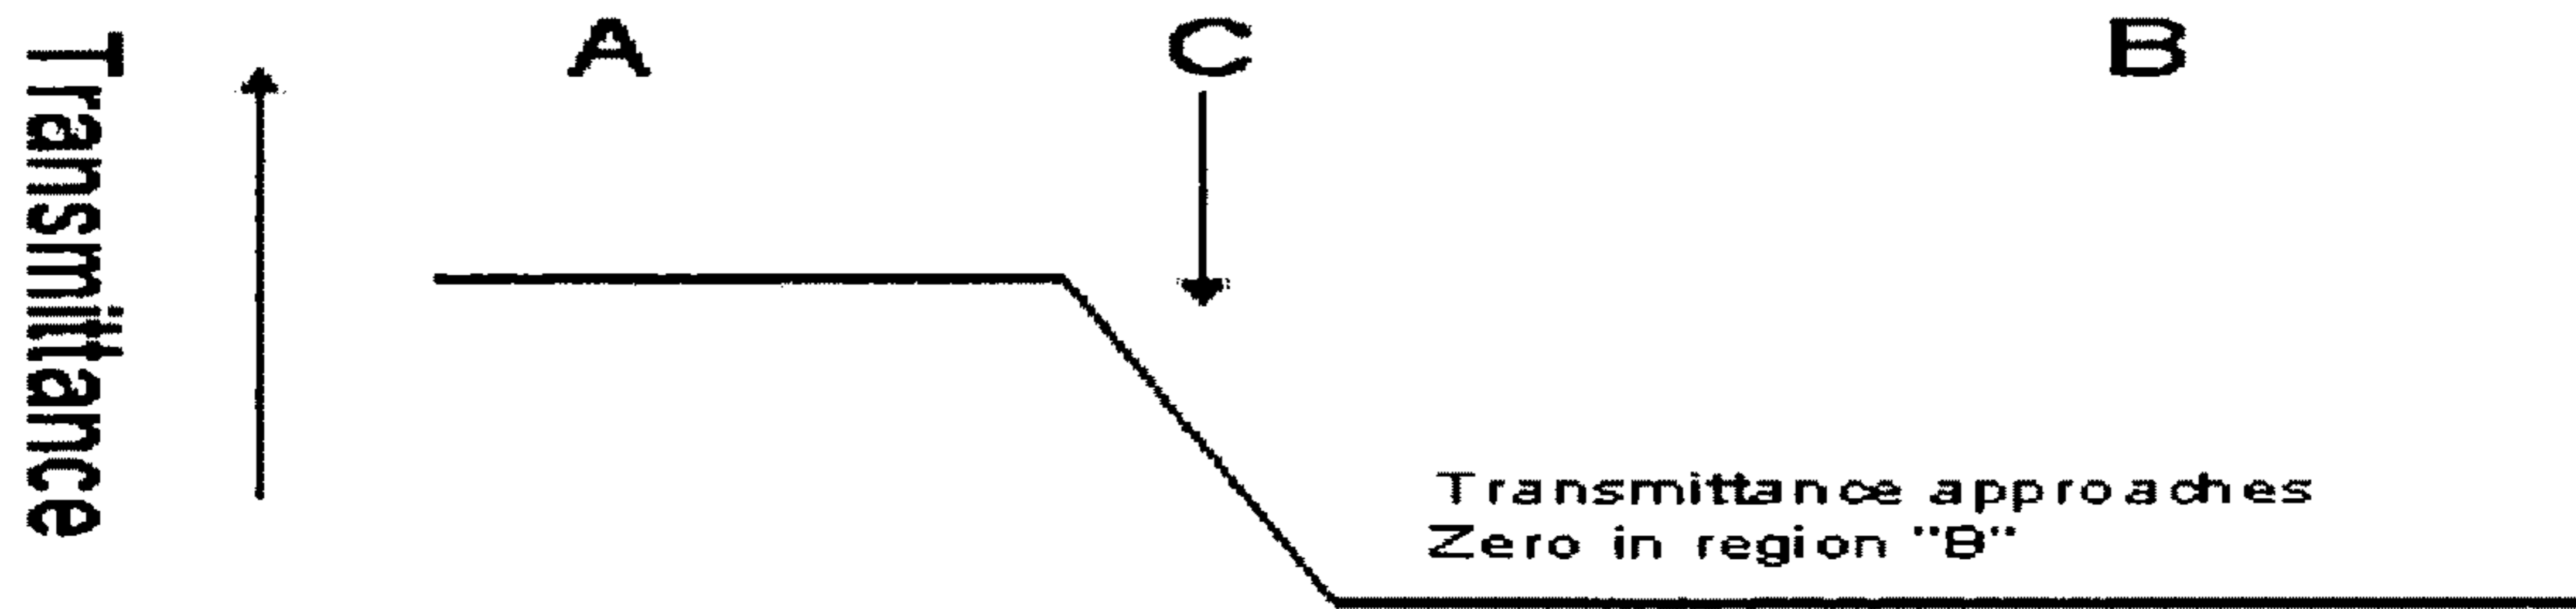 Transmittance
A
C
B
Transmittance approaches
Zero in region "B"